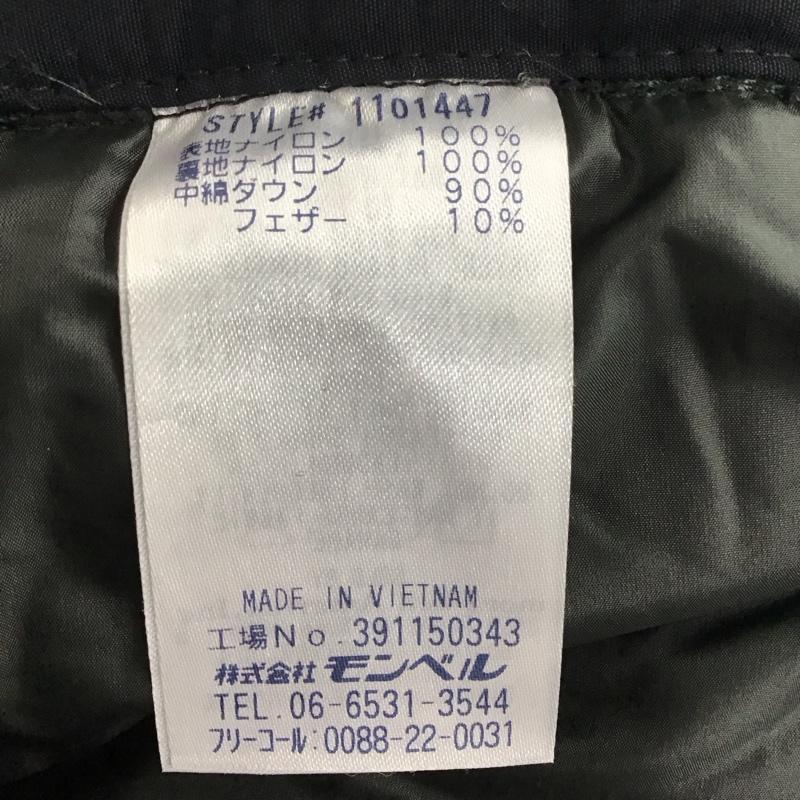 STYLE# 1101447
表地ナイロン 100%
裏地ナイロン 100%
中綿ダウン 90%
フェザー 10%
MADE IN VIETNAM
工場No.391150343
株式会社 モンベル
TEL.06-6531-3544
フリーコール:0088-22-0031